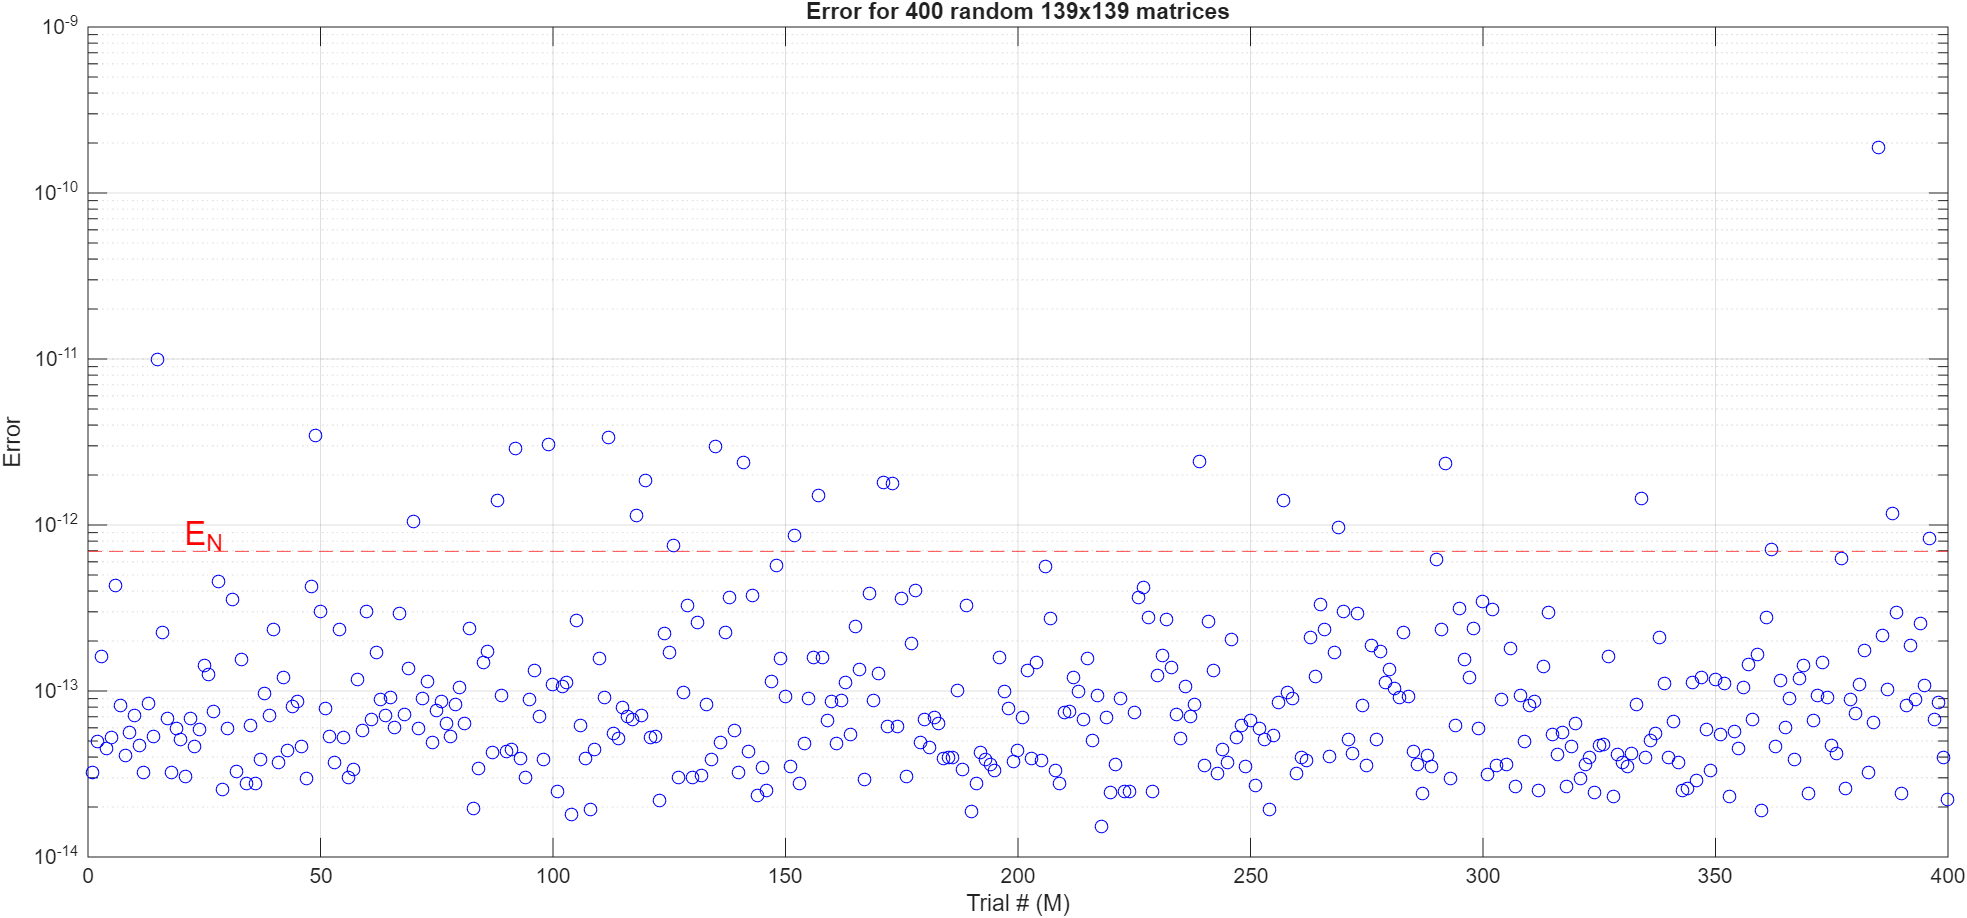 Error for 400 random 139x139 matrices
10^-9
10^-10
10^-11
10^-12
10^-13
10^-14
Error
E_N
0 50 100 150 200 250 300 350 400
Trial # (M)